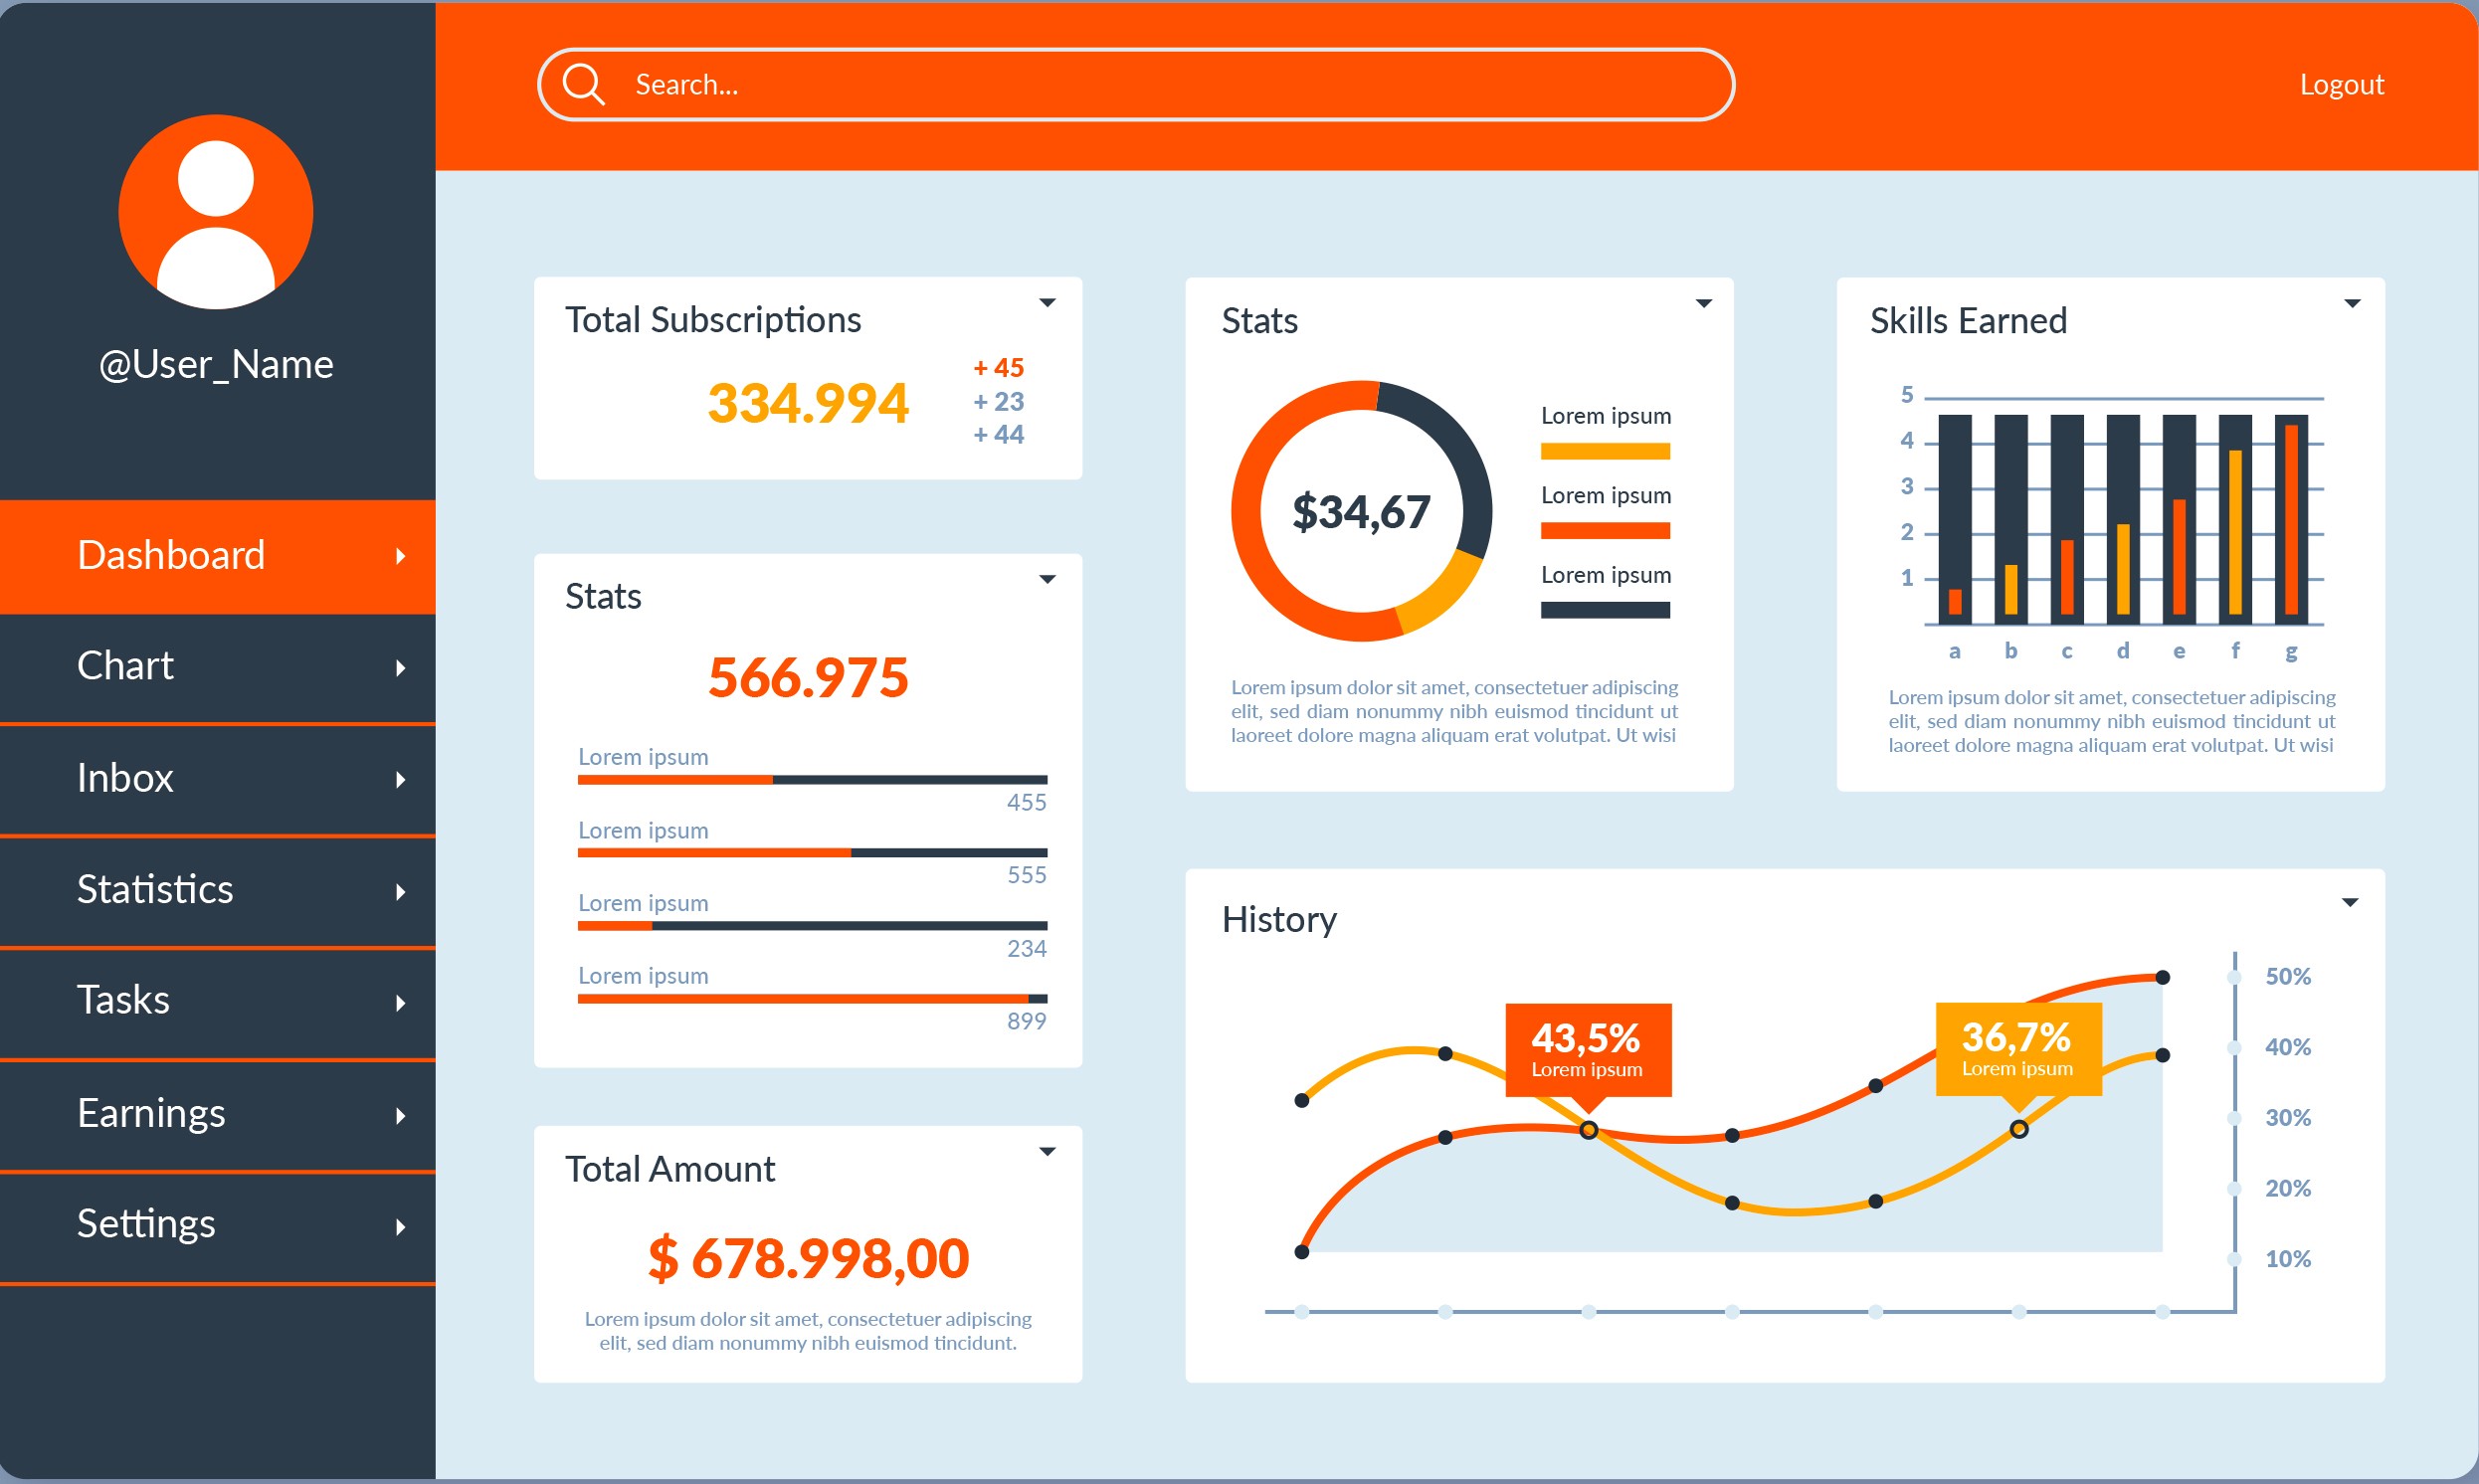 Search...
Logout
@User_Name
Dashboard
Chart
Inbox
Statistics
Tasks
Earnings
Settings
Total Subscriptions
334.994
+ 45
+ 23
+ 44
Stats
566.975
Lorem ipsum
455
Lorem ipsum
555
Lorem ipsum
234
Lorem ipsum
899
Total Amount
$ 678.998,00
Lorem ipsum dolor sit amet, consectetuer adipiscing
elit, sed diam nonummy nibh euismod tincidunt.
Stats
$34,67
Lorem ipsum
Lorem ipsum
Lorem ipsum
Lorem ipsum dolor sit amet, consectetuer adipiscing
elit, sed diam nonummy nibh euismod tincidunt ut
laoreet dolore magna aliquam erat volutpat. Ut wisi
Skills Earned
5
4
3
2
1
a b c d e f g
Lorem ipsum dolor sit amet, consectetuer adipiscing
elit, sed diam nonummy nibh euismod tincidunt ut
laoreet dolore magna aliquam erat volutpat. Ut wisi
History
43,5%
Lorem ipsum
36,7%
Lorem ipsum
50%
40%
30%
20%
10%